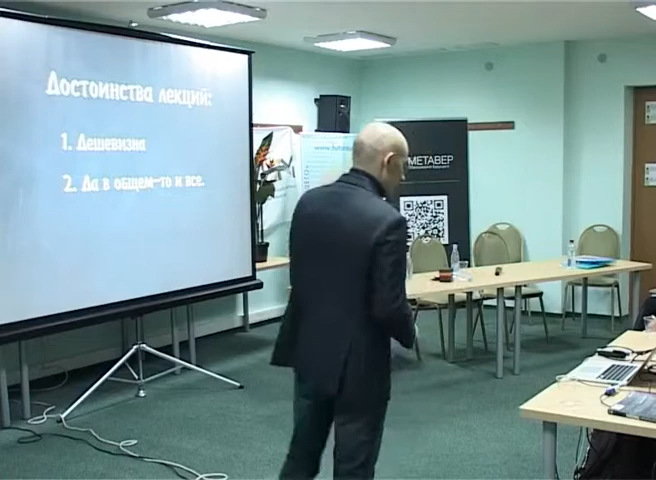 Достоинства лекций:
1. Дешевизна
2. Да в общем-то и все.
МЕТАВЕР